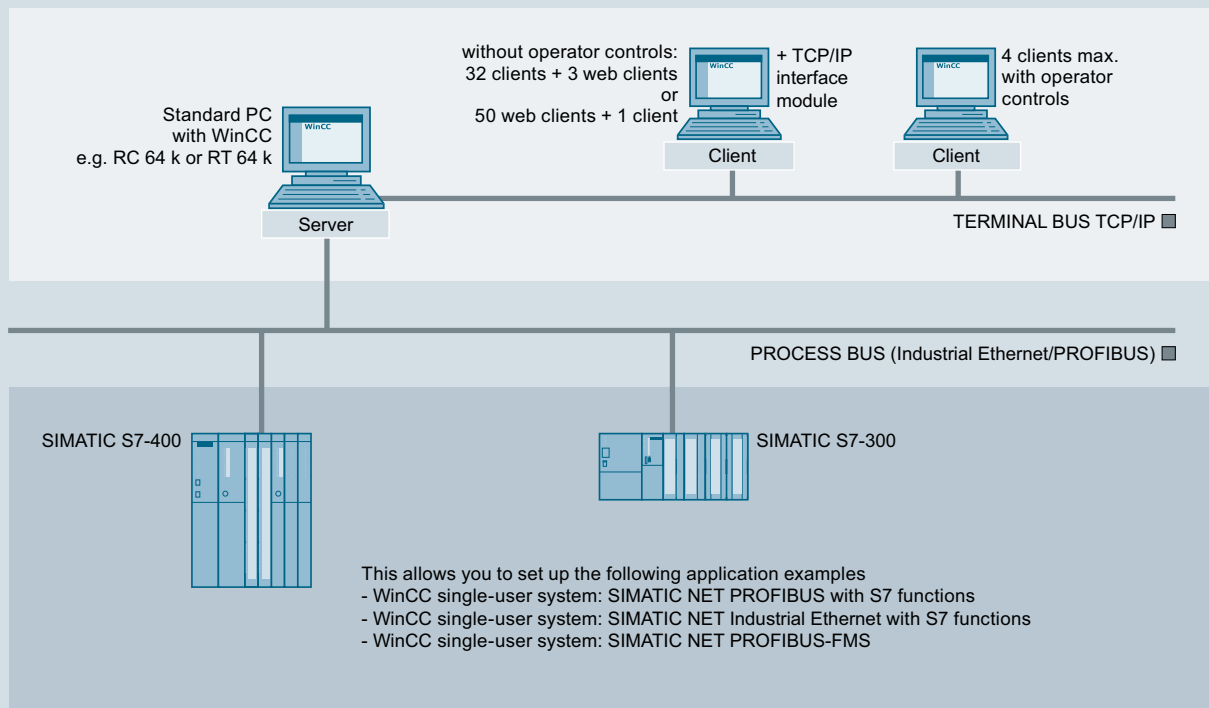 without operator controls:
32 clients + 3 web clients
or
50 web clients + 1 client
WinCC
+ TCP/IP
interface
module
WinCC
4 clients max.
with operator
controls
Standard PC
with WinCC
e.g. RC 64 k or RT 64 k
WinCC
Client
Client
Server
TERMINAL BUS TCP/IP
PROCESS BUS (Industrial Ethernet/PROFIBUS)
SIMATIC S7-400
SIMATIC S7-300
This allows you to set up the following application examples
- WinCC single-user system: SIMATIC NET PROFIBUS with S7 functions
- WinCC single-user system: SIMATIC NET Industrial Ethernet with S7 functions
- WinCC single-user system: SIMATIC NET PROFIBUS-FMS